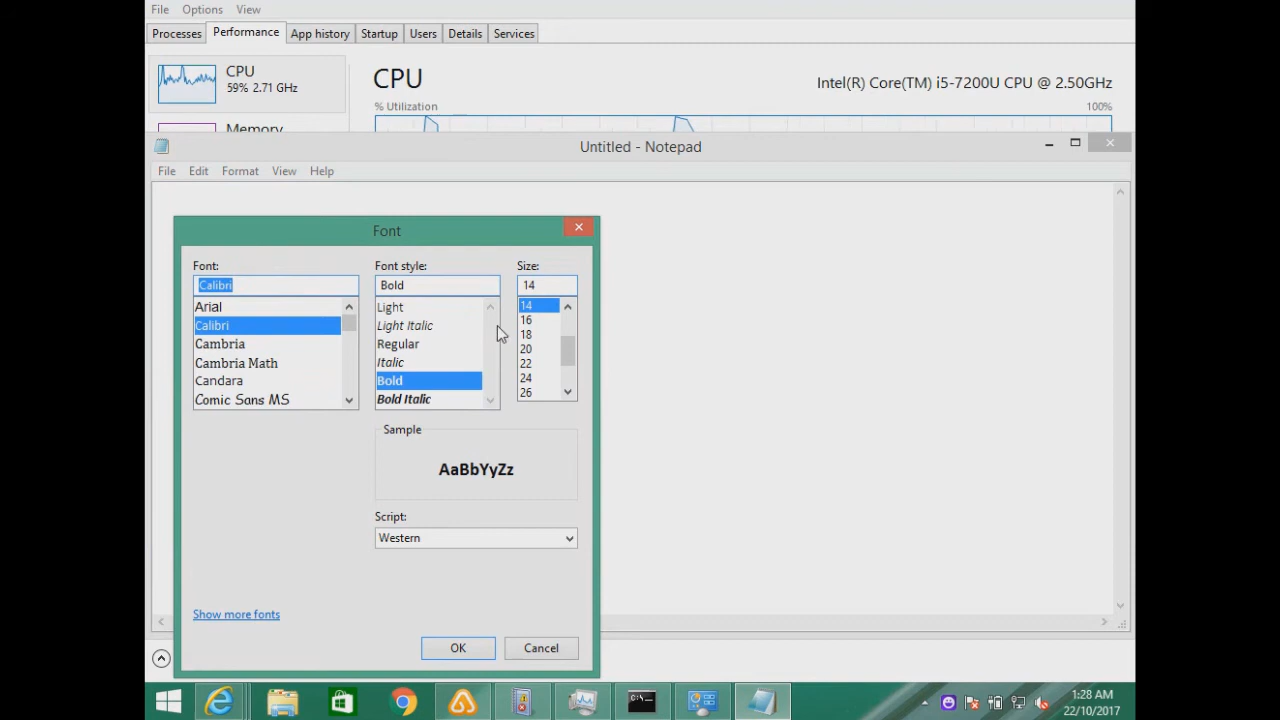 File Options View
Processes Performance App history Startup Users Details Services
CPU
59% 2.71 GHz
Memory
CPU
Intel(R) Core(TM) i5-7200U CPU @ 2.50GHz
% Utilization
100%
Untitled - Notepad
File Edit Format View Help
Font
Font:
Calibri
Arial
Calibri
Cambria
Cambria Math
Candara
Comic Sans MS
Font style:
Bold
Light
Light Italic
Regular
Italic
Bold
Bold Italic
Size:
14
14
16
18
20
22
24
26
Sample
AaBbYyZz
Script:
Western
Show more fonts
OK Cancel
1:28 AM
22/10/2017